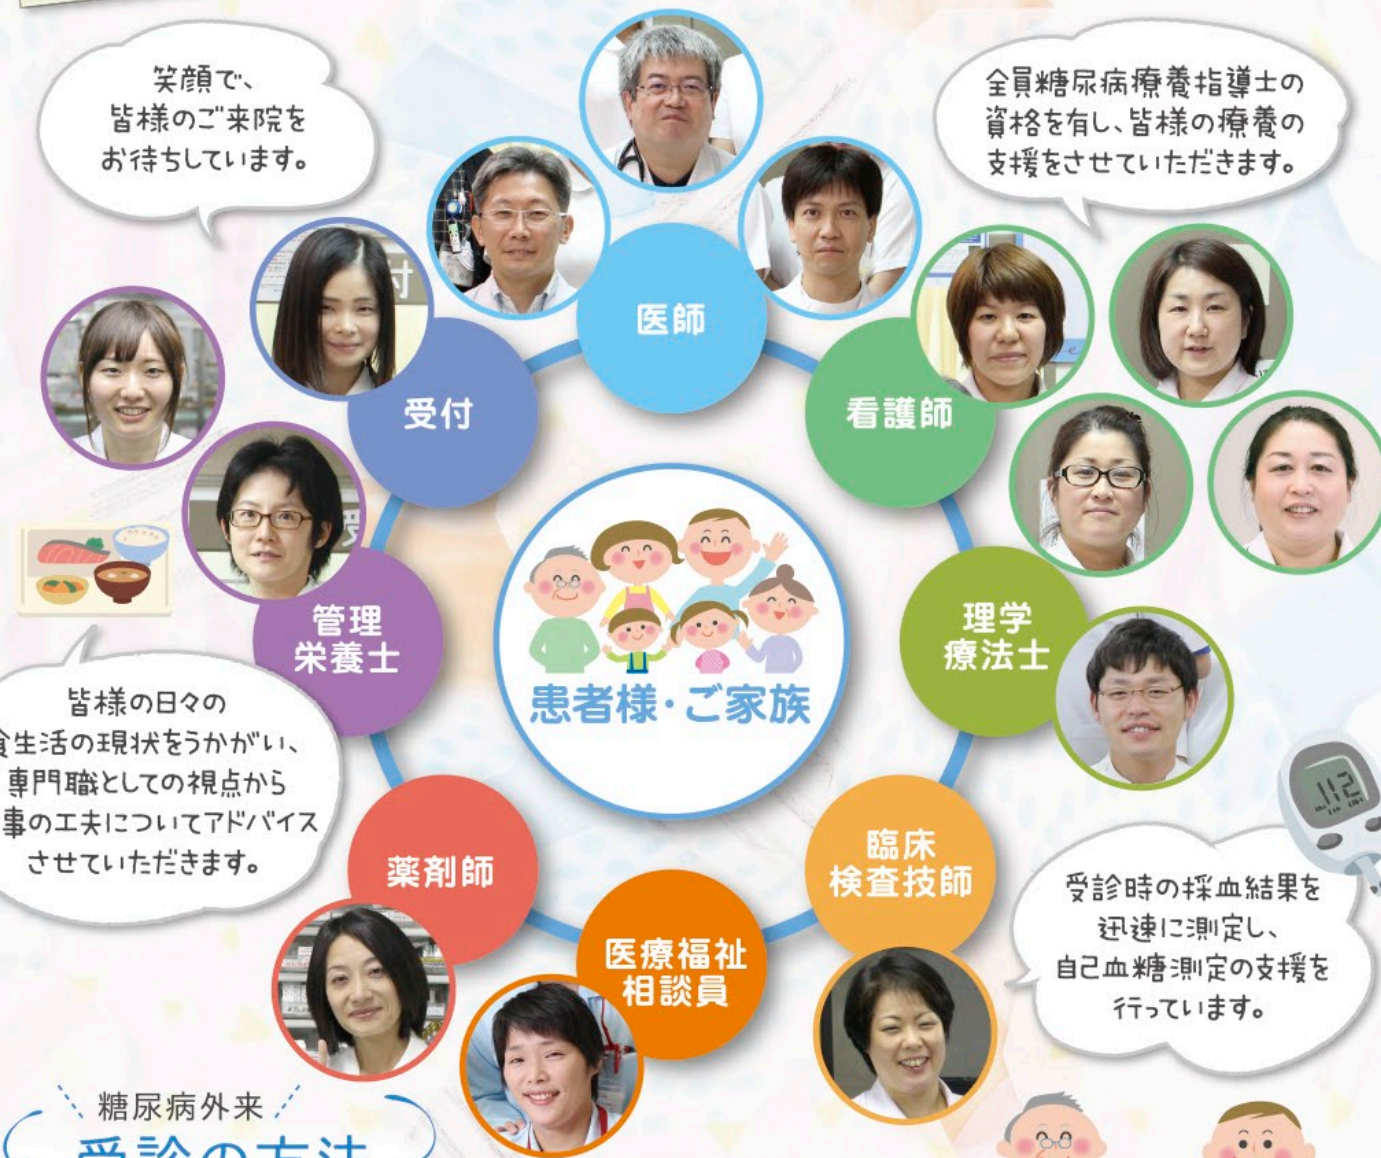 笑顔で、
皆様のご来院を
お待ちしています。
全員糖尿病療養指導士の
資格を有し、皆様の療養の
支援をさせていただきます。
医師
受付
看護師
管理
栄養士
理学
療法士
患者様・ご家族
皆様の日々の
食生活の現状をうかがい、
専門職としての視点から
事の工夫についてアドバイス
させていただきます。
112
薬剤師
臨床
検査技師
医療福祉
相談員
受診時の採血結果を
迅速に測定し、
自己血糖測定の支援を
行っています。
糖尿病外来
受診の方法